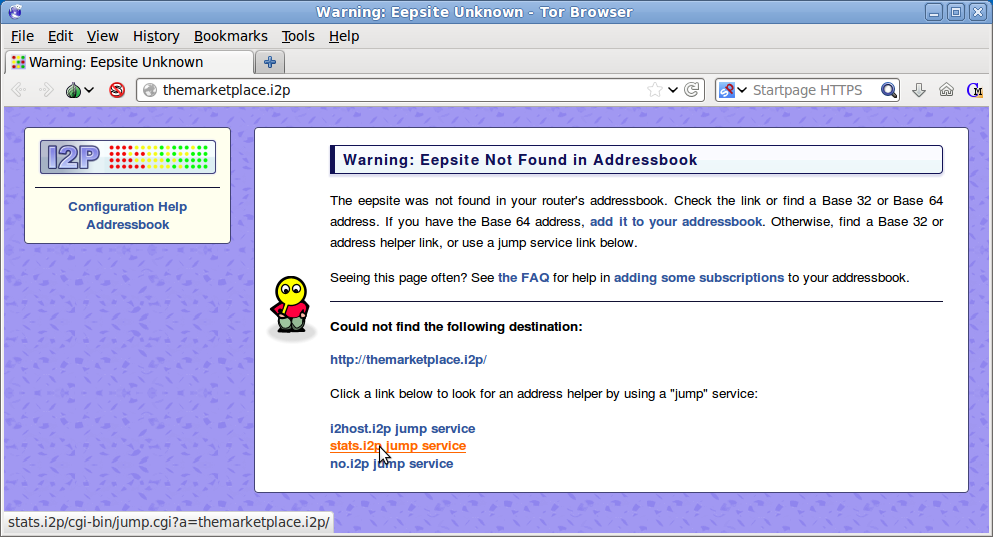 Warning: Eepsite Unknown - Tor Browser
File Edit View History Bookmarks Tools Help
Warning: Eepsite Unknown
themarketplace.i2p
Startpage HTTPS
I2P
Configuration Help
Addressbook
Warning: Eepsite Not Found in Addressbook
The eepsite was not found in your router's addressbook. Check the link or find a Base 32 or Base 64
address. If you have the Base 64 address, add it to your addressbook. Otherwise, find a Base 32 or
address helper link, or use a jump service link below.
Seeing this page often? See the FAQ for help in adding some subscriptions to your addressbook.
Could not find the following destination:
http://themarketplace.i2p/
Click a link below to look for an address helper by using a "jump" service:
i2host.i2p jump service
stats.i2p jump service
no.i2p jump service
stats.i2p/cgi-bin/jump.cgi?a=themarketplace.i2p/